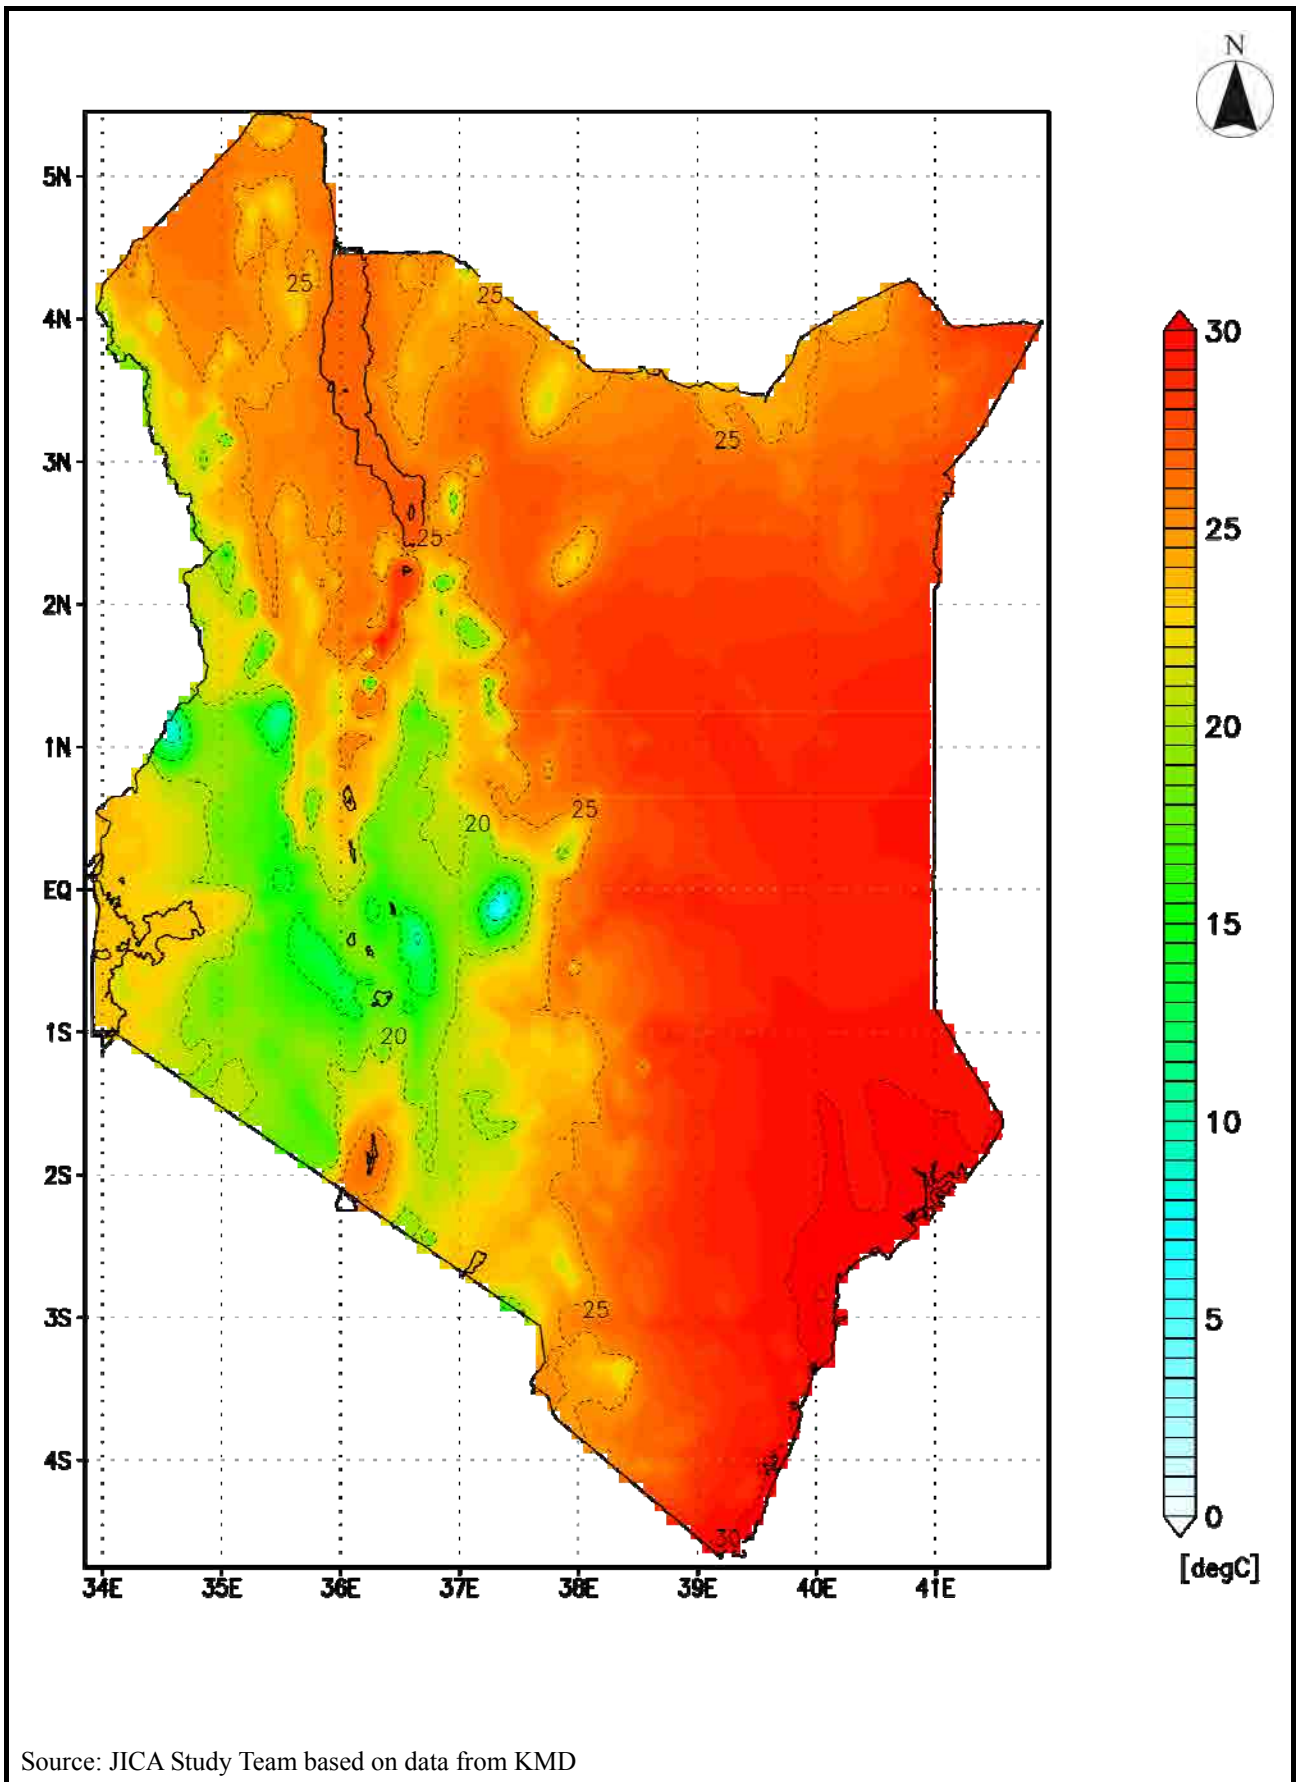 N
5N
4N
3N
2N
1N
EQ
1S
2S
3S
4S
34E 35E 36E 37E 38E 39E 40E 41E
25
25
25
25
25
20
20
25
30
30
25
20
15
10
5
0
[degC]
Source: JICA Study Team based on data from KMD